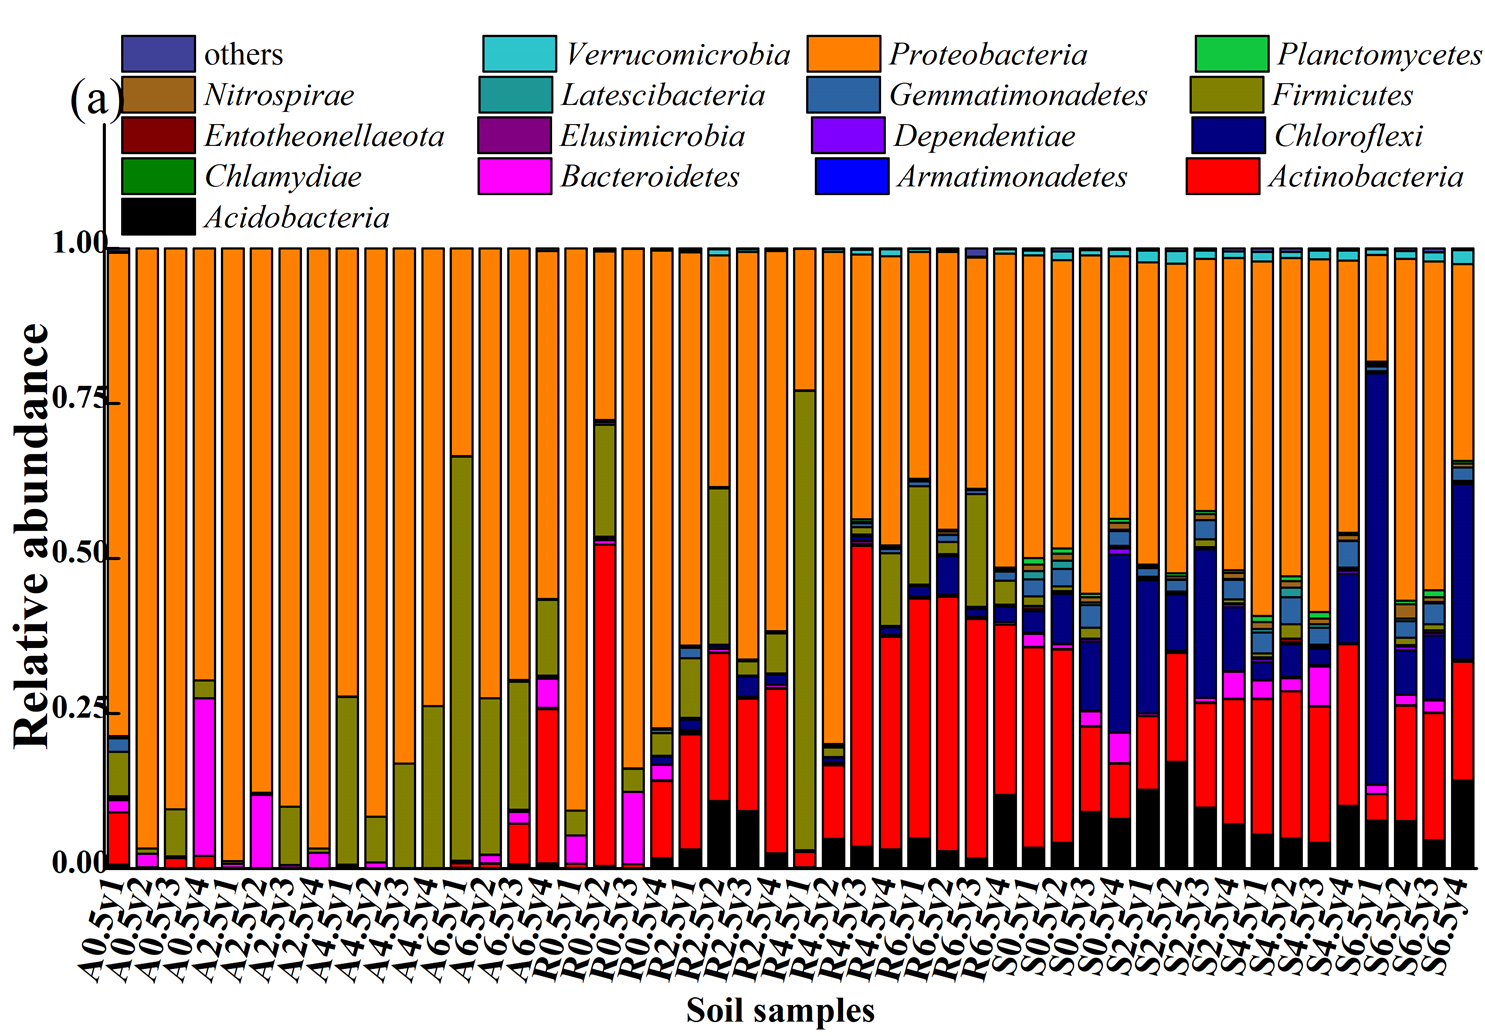 others Verrucomicrobia Proteobacteria Planctomycetes
(a) Nitrospirae Latescibacteria Gemmatimonadetes Firmicutes
Entotheonellaeota Elusimicrobia Dependentiae Chloroflexi
Chlamydiae Bacteroidetes Armatimonadetes Actinobacteria
Acidobacteria
1.00
0.75
0.50
0.25
0.00
Relative abundance
A0.5y1
A0.5y2
A0.5y3
A0.5y4
A2.5y1
A2.5y2
A2.5y3
A2.5y4
A4.5y1
A4.5y2
A4.5y3
A4.5y4
A6.5y1
A6.5y2
A6.5y3
A6.5y4
R0.5y1
R0.5y2
R0.5y3
R0.5y4
R2.5y1
R2.5y2
R2.5y3
R2.5y4
R4.5y1
R4.5y2
R4.5y3
R4.5y4
R6.5y1
R6.5y2
R6.5y3
R6.5y4
S0.5y1
S0.5y2
S0.5y3
S0.5y4
S2.5y1
S2.5y2
S2.5y3
S2.5y4
S4.5y1
S4.5y2
S4.5y3
S4.5y4
S6.5y1
S6.5y2
S6.5y3
S6.5y4
Soil samples